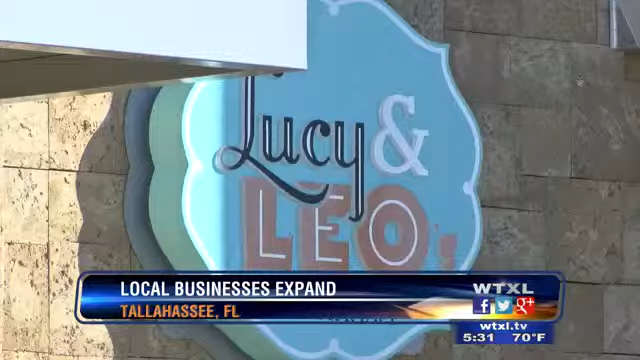 Lucy &
LEO
LOCAL BUSINESSES EXPAND
TALLAHASSEE, FL
WTXL
f
g+
wtxl.tv
5:31 70°F